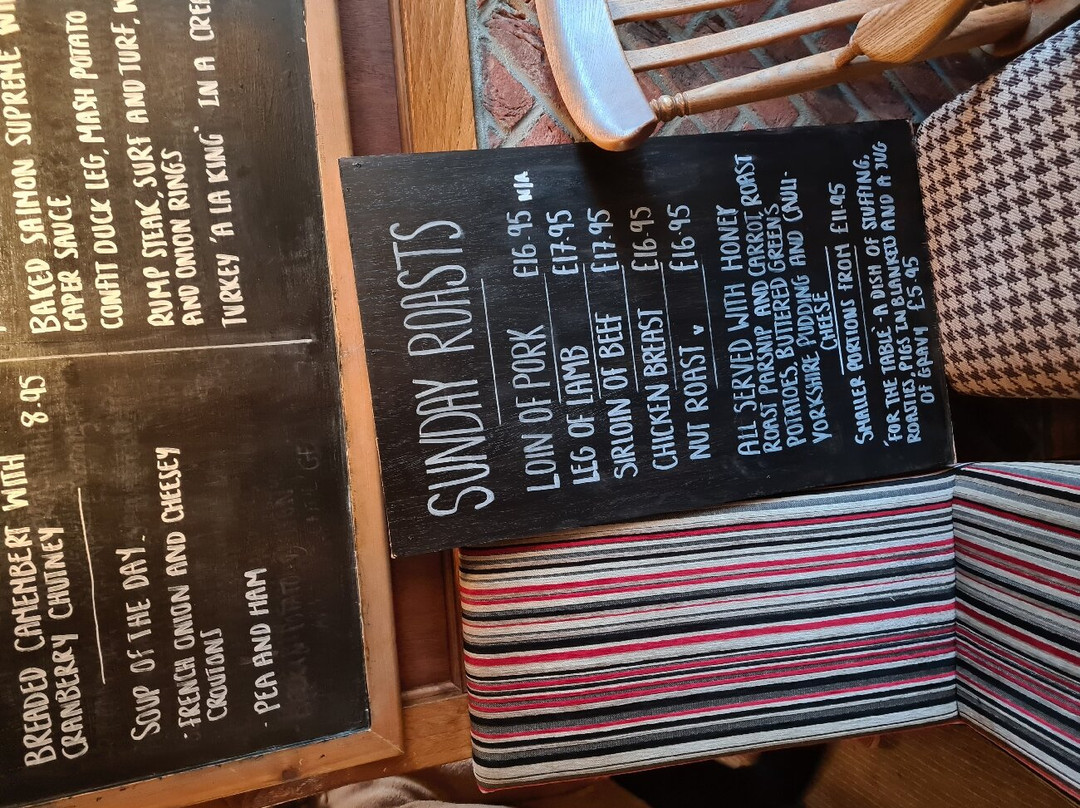 BREADED CAMEMBERT WITH
CRANBERRY CHUTNEY 8.95
SOUP OF THE DAY -
- FRENCH ONION AND CHEESEY
CROUTONS
- PEA AND HAM
BAKED SALMON SUPREME
CAPER SAUCE
CONFIT DUCK LEG, MASH POTATO
RUMP STEAK, SURF AND TURF,
AND ONION RINGS
TURKEY 'A LA KING' IN A
SUNDAY ROASTS
LOIN OF PORK £16.95 N/A
LEG OF LAMB £17.95
SIRLION OF BEEF £17.95
CHICKEN BREAST £16.95
NUT ROAST V £16.95
ALL SERVED WITH HONEY
ROAST PARSNIP AND CARROT, ROAST
POTATOES, BUTTERED GREENS,
YORKSHIRE PUDDING AND CAULI-
CHEESE
SMALLER PORTIONS FROM £11.95
'FOR THE TABLE - A DISH OF STUFFING,
ROASTIES, PIGS IN BLANKETS AND A JUG
OF GRAVY £5.95